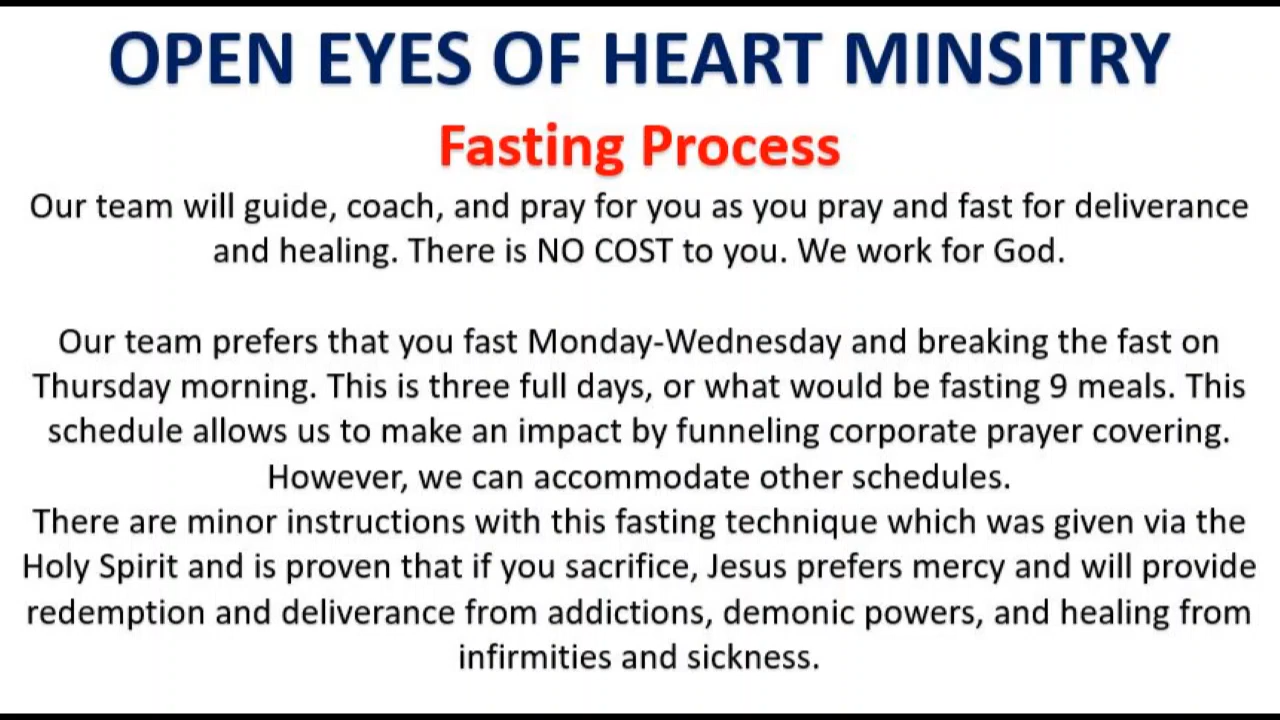 OPEN EYES OF HEART MINSITRY
Fasting Process
Our team will guide, coach, and pray for you as you pray and fast for deliverance
and healing. There is NO COST to you. We work for God.
Our team prefers that you fast Monday-Wednesday and breaking the fast on
Thursday morning. This is three full days, or what would be fasting 9 meals. This
schedule allows us to make an impact by funneling corporate prayer covering.
However, we can accommodate other schedules.
There are minor instructions with this fasting technique which was given via the
Holy Spirit and is proven that if you sacrifice, Jesus prefers mercy and will provide
redemption and deliverance from addictions, demonic powers, and healing from
infirmities and sickness.